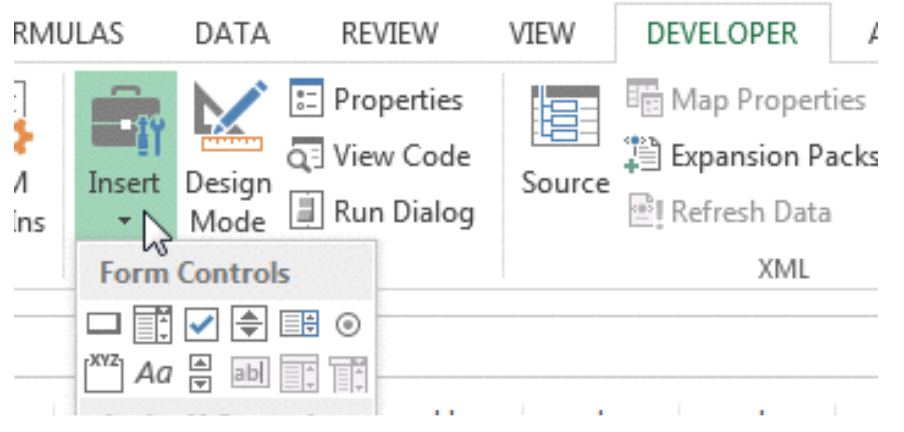 RMULAS DATA REVIEW VIEW DEVELOPER
Properties Map Properties
View Code Expansion Packs
Insert Design Source
Mode Run Dialog Refresh Data
Ins
XML
Form Controls
XYZ Aa ab